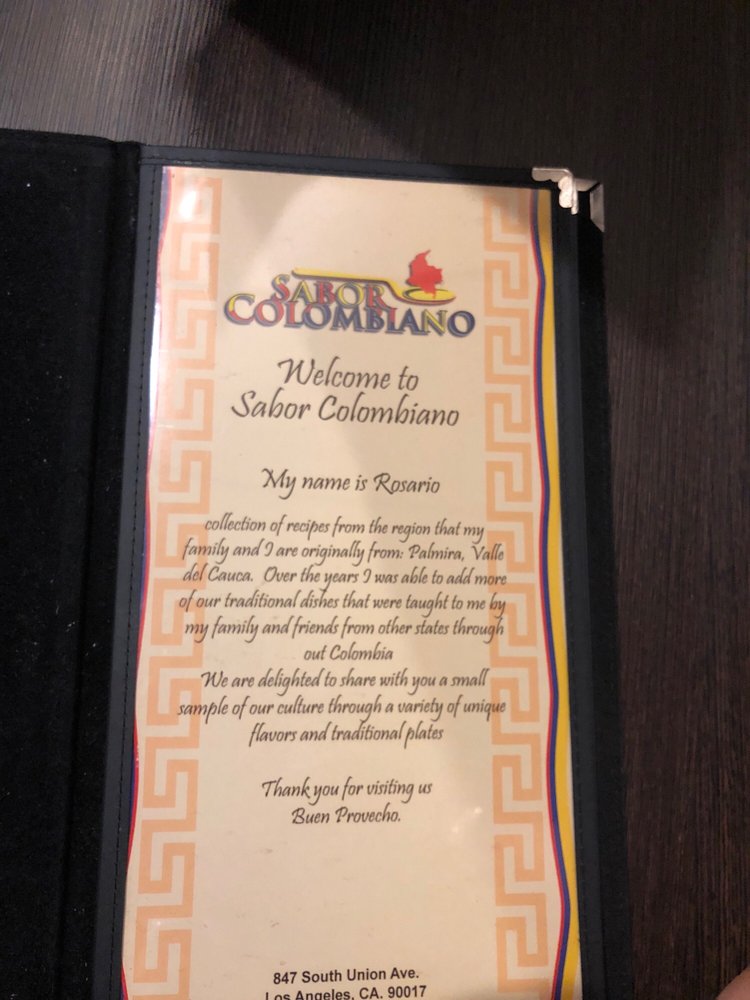 SABOR
COLOMBIANO
Welcome to
Sabor Colombiano
My name is Rosario
collection of recipes from the region that my
family and I are originally from: Palmira, Valle
del Cauca. Over the years I was able to add more
of our traditional dishes that were taught to me by
my family and friends from other states through
out Colombia
We are delighted to share with you a small
sample of our culture through a variety of unique
flavors and traditional plates
Thank you for visiting us
Buen Provecho.
847 South Union Ave.
Los Angeles, CA. 90017